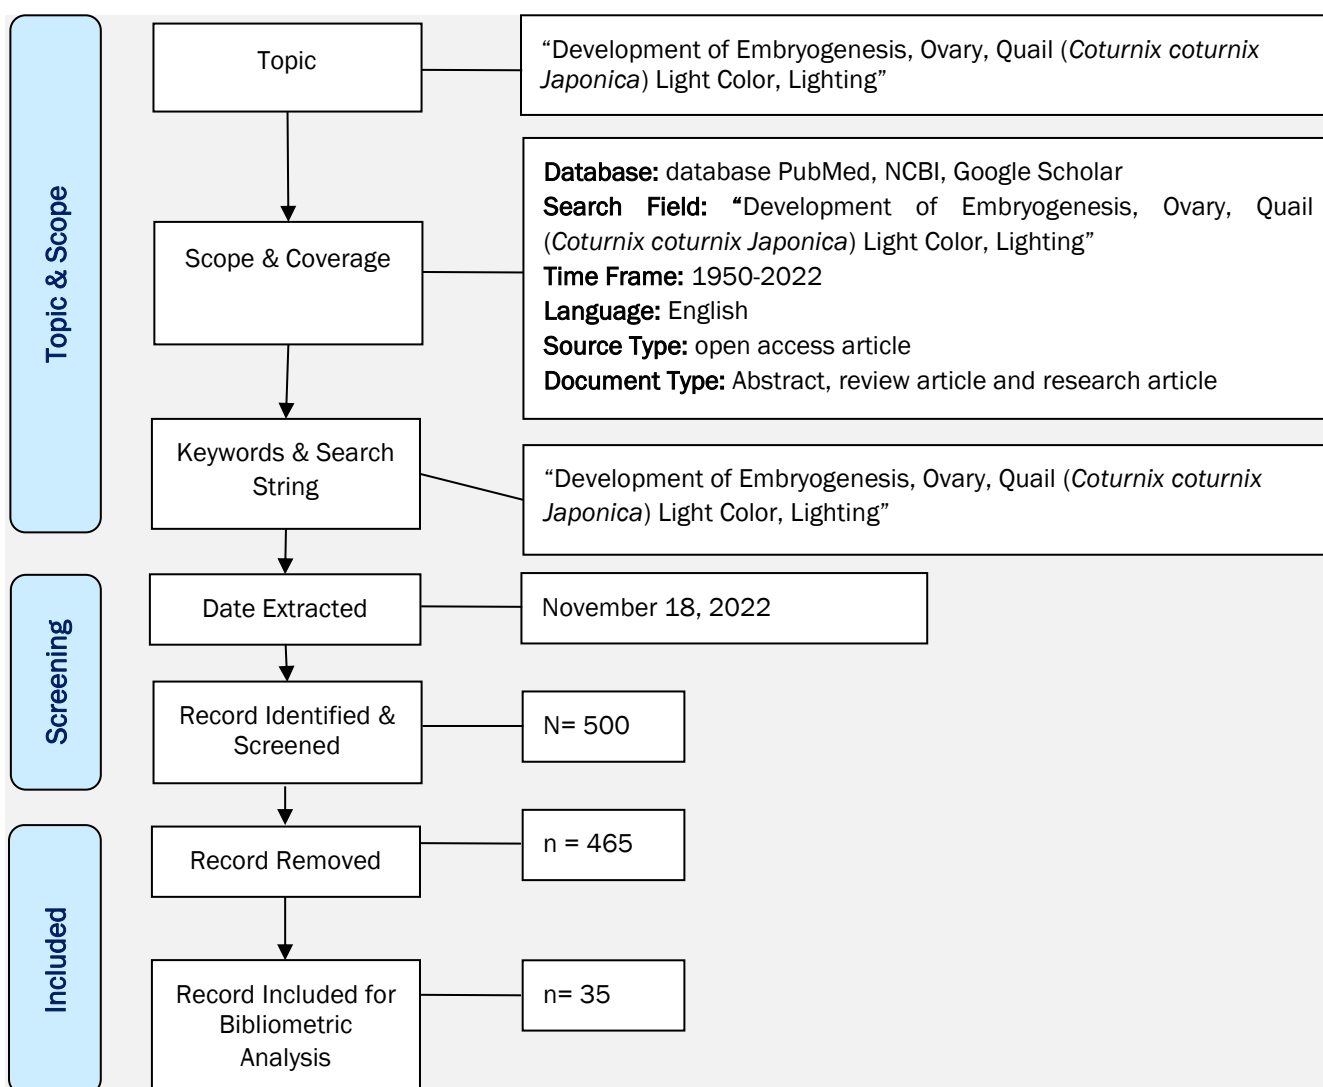 Topic & Scope
Topic
“Development of Embryogenesis, Ovary, Quail (Coturnix coturnix
Japonica) Light Color, Lighting”
Scope & Coverage
Database: database PubMed, NCBI, Google Scholar
Search Field: “Development of Embryogenesis, Ovary, Quail
(Coturnix coturnix Japonica) Light Color, Lighting”
Time Frame: 1950-2022
Language: English
Source Type: open access article
Document Type: Abstract, review article and research article
Keywords & Search
String
“Development of Embryogenesis, Ovary, Quail (Coturnix coturnix
Japonica) Light Color, Lighting”
Screening
Date Extracted
November 18, 2022
Record Identified &
Screened
N= 500
Included
Record Removed
n = 465
Record Included for
Bibliometric
Analysis
n= 35